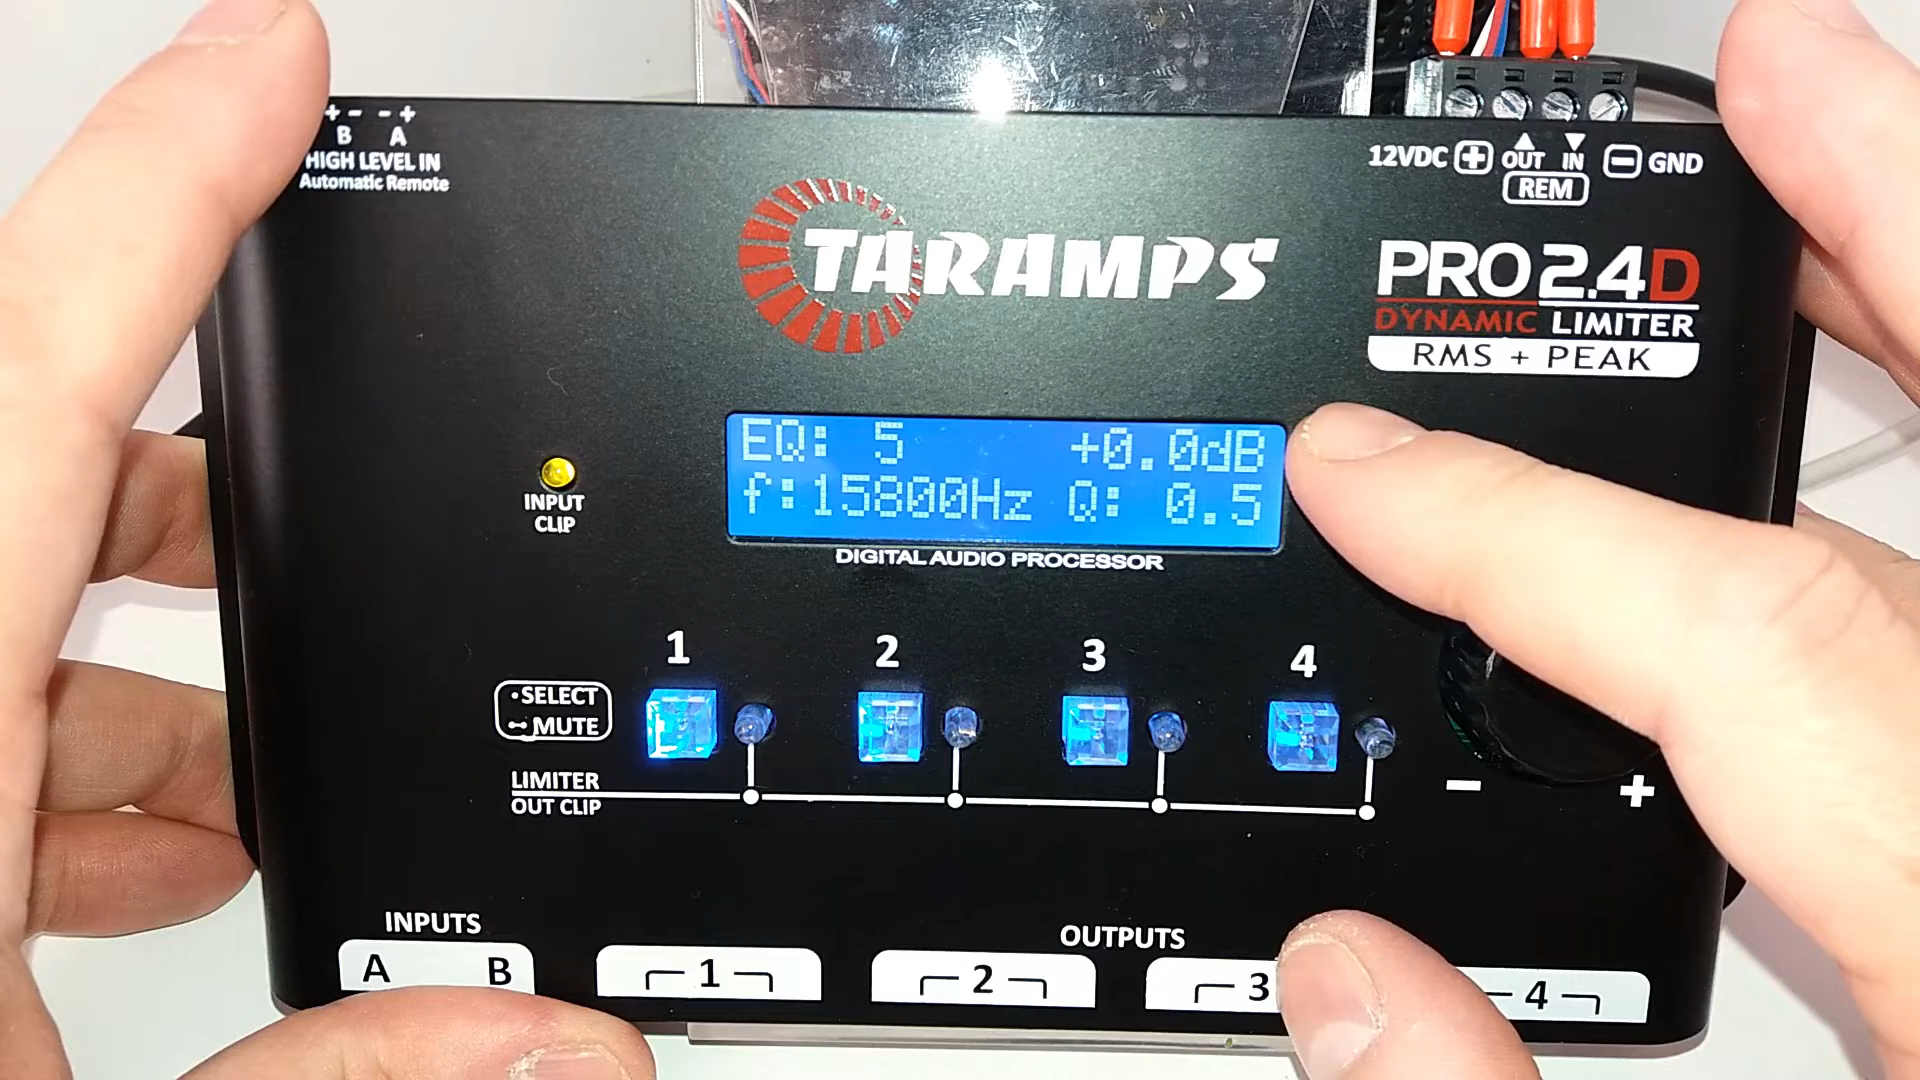 + - - +
B A
HIGH LEVEL IN
Automatic Remote
12VDC + OUT IN - GND
REM
TARAMPS
PRO2.4D
DYNAMIC LIMITER
RMS + PEAK
EQ: 5 +0.0dB
f:15800Hz Q: 0.5
INPUT
CLIP
DIGITAL AUDIO PROCESSOR
1 2 3 4
SELECT
MUTE
LIMITER
OUT CLIP
- +
INPUTS
OUTPUTS
A B 1 2 3 4